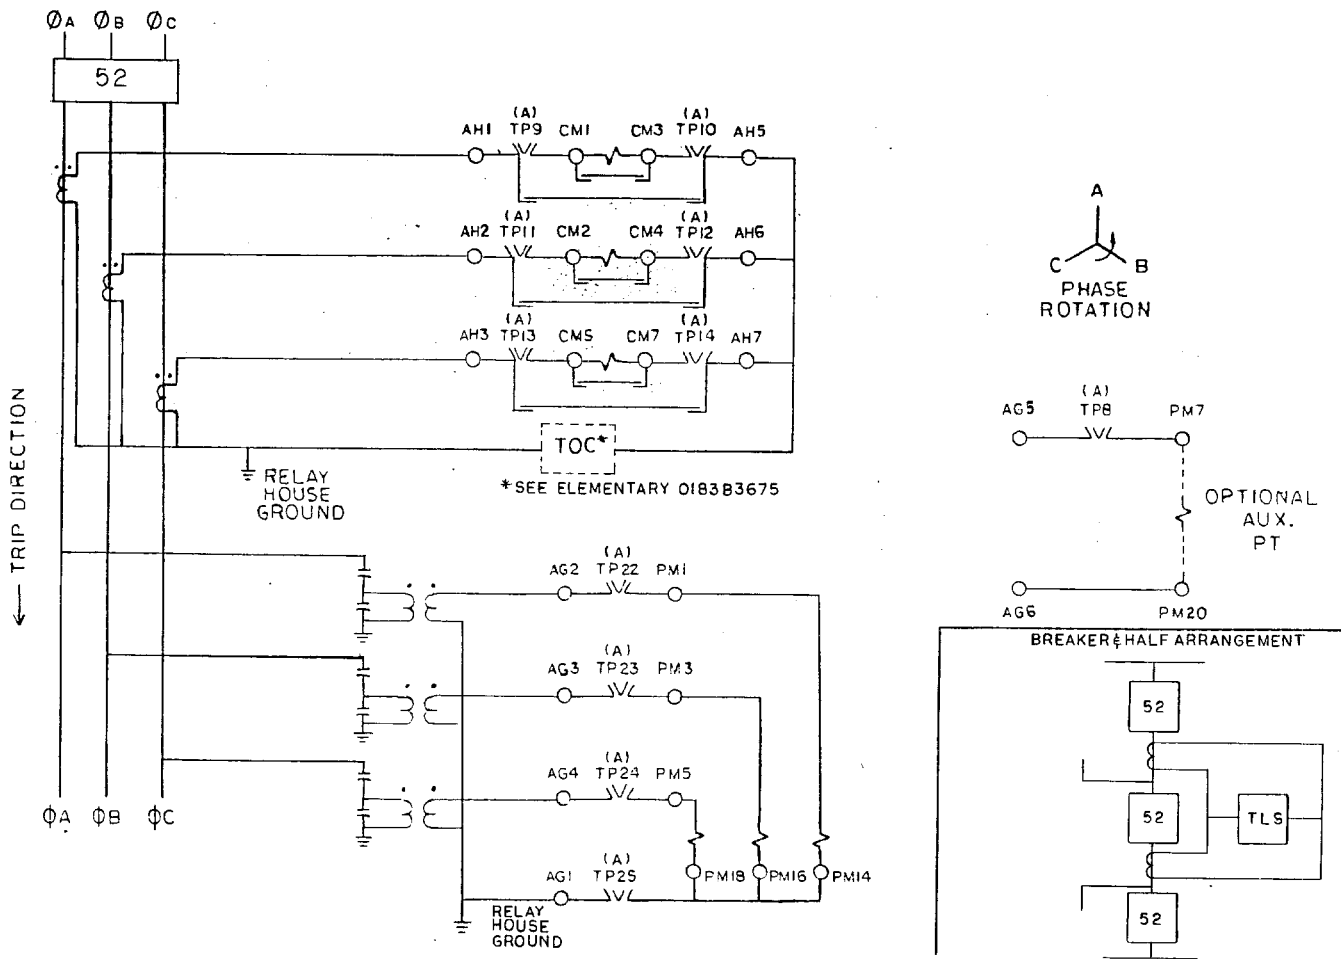 ØA ØB ØC
52
(A) (A)
AH1 TP9 CM1 CM3 TP10 AH5
(A) (A)
AH2 TP11 CM2 CM4 TP12 AH6
(A) (A)
AH3 TP13 CM5 CM7 TP14 AH7
TOC*
*SEE ELEMENTARY 0183B3675
RELAY
HOUSE
GROUND
← TRIP DIRECTION
(A)
AG2 TP22 PM1
(A)
AG3 TP23 PM3
(A)
AG4 TP24 PM5
ϕA ϕB ϕC
PM18 PM16 PM14
(A)
AG1 TP25
RELAY
HOUSE
GROUND
A
C B
PHASE
ROTATION
(A)
AG5 TP8 PM7
OPTIONAL
AUX.
PT
AG6 PM20
BREAKER & HALF ARRANGEMENT
52
52 TLS
52